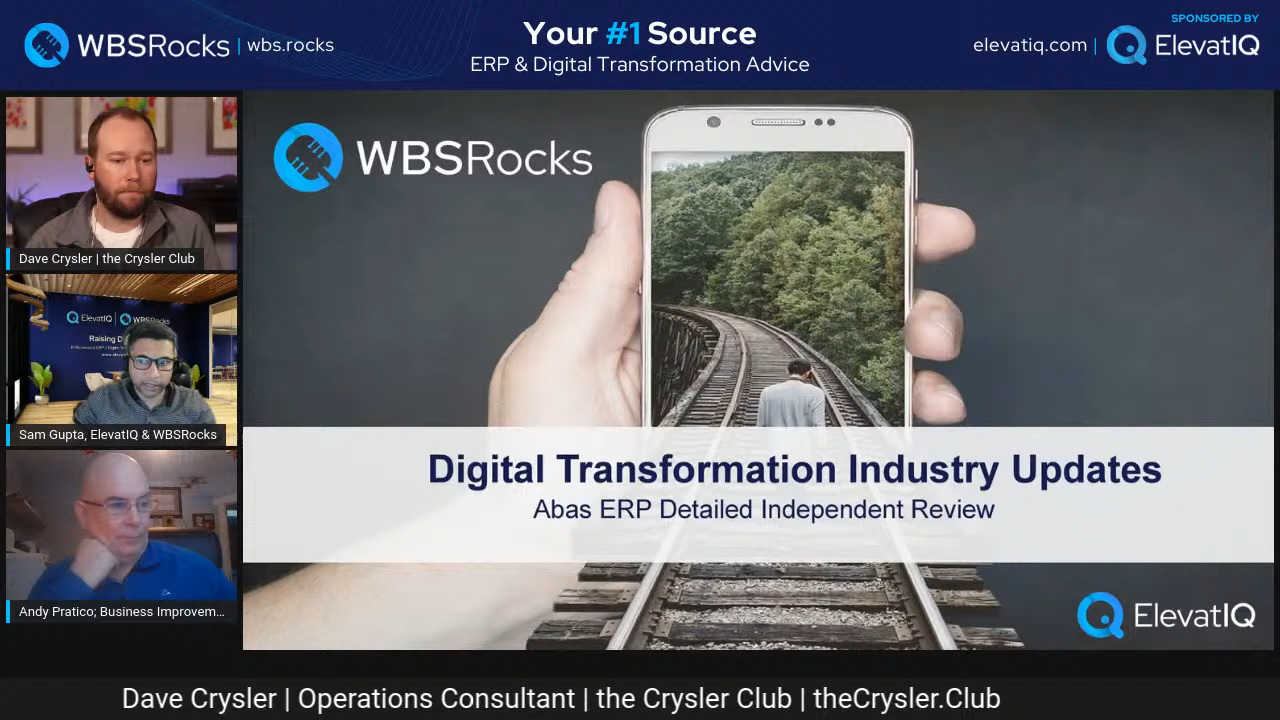 WBSRocks | wbs.rocks
Your #1 Source
ERP & Digital Transformation Advice
SPONSORED BY
elevatiq.com | ElevatIQ
Dave Crysler | the Crysler Club
ElevatIQ | WBSRocks
Sam Gupta, ElevatIQ & WBSRocks
Andy Pratico; Business Improvem...
WBSRocks
Digital Transformation Industry Updates
Abas ERP Detailed Independent Review
ElevatIQ
Dave Crysler | Operations Consultant | the Crysler Club | theCrysler.Club